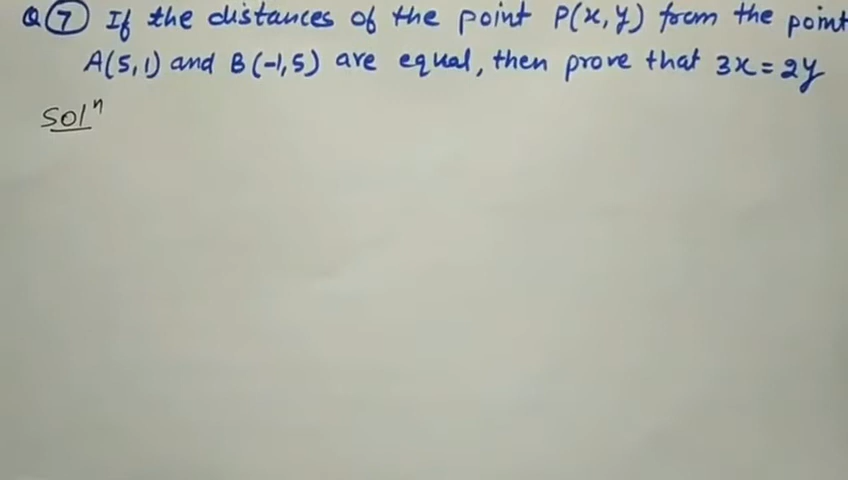 Q(7) If the distances of the point P(x,y) from the point
A(5,1) and B(-1,5) are equal, then prove that 3x=2y
Solⁿ